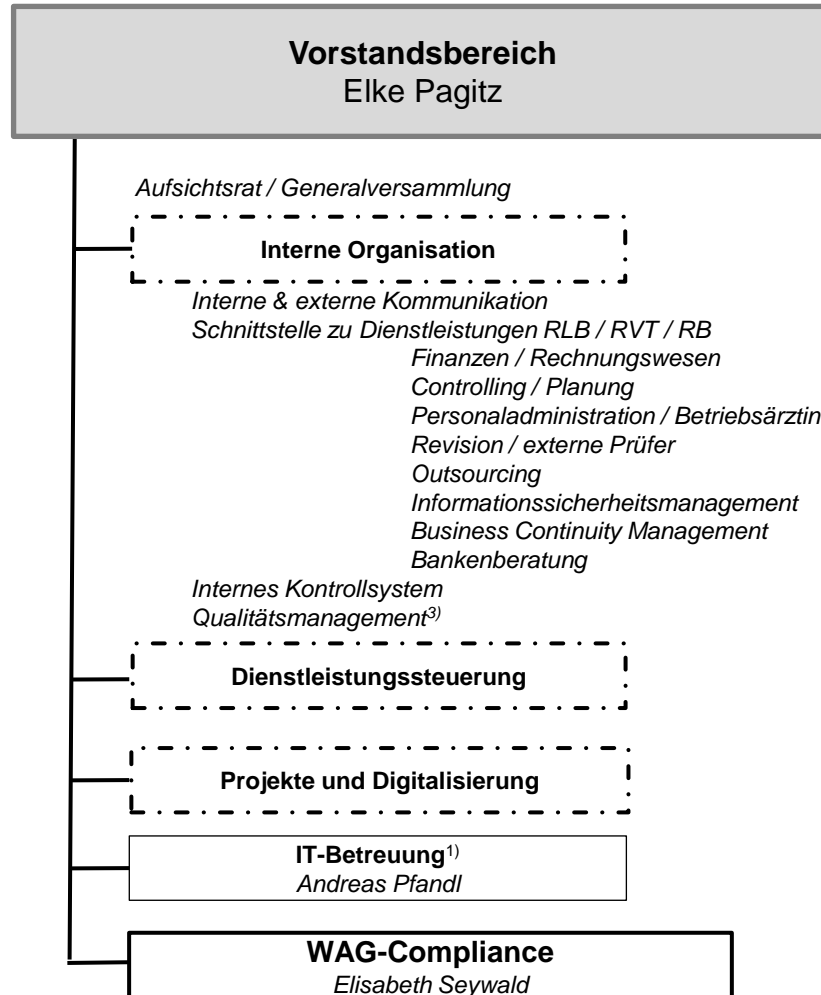 Vorstandsbereich
Elke Pagitz
Aufsichtsrat / Generalversammlung
Interne Organisation
Interne & externe Kommunikation
Schnittstelle zu Dienstleistungen RLB / RVT / RB
Finanzen / Rechnungswesen
Controlling / Planung
Personaladministration / Betriebsärztin
Revision / externe Prüfer
Outsourcing
Informationssicherheitsmanagement
Business Continuity Management
Bankenberatung
Internes Kontrollsystem
Qualitätsmanagement3)
Dienstleistungssteuerung
Projekte und Digitalisierung
IT-Betreuung1)
Andreas Pfandl
WAG-Compliance
Elisabeth Seywald